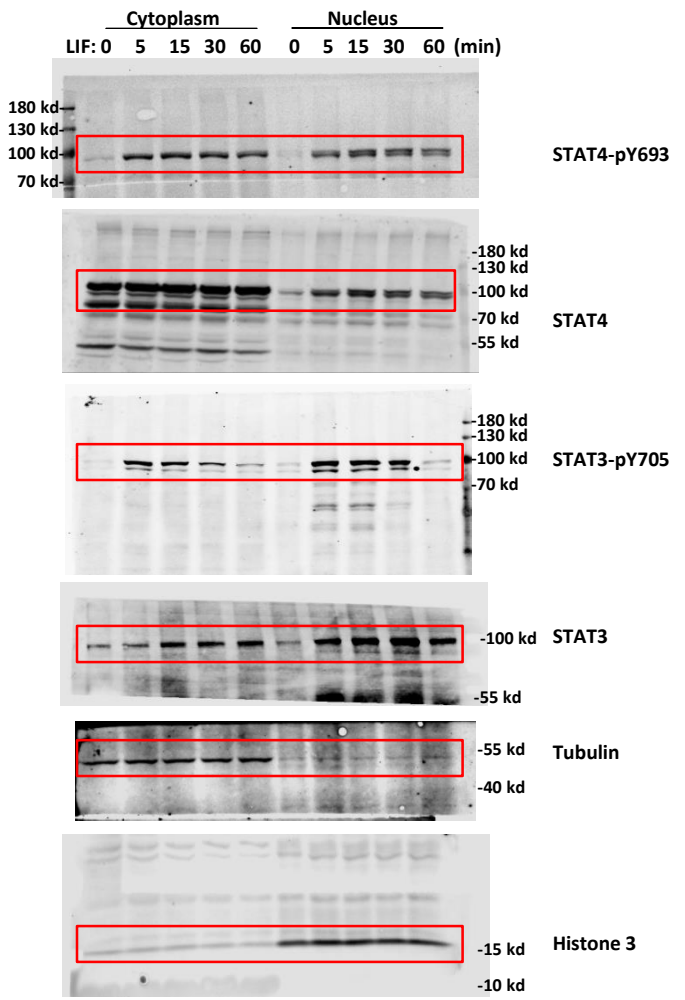 Cytoplasm Nucleus
LIF: 0 5 15 30 60 0 5 15 30 60 (min)
180 kd-
130 kd-
100 kd-
70 kd-
STAT4-pY693
-180 kd
-130 kd
-100 kd
-70 kd
-55 kd
STAT4
-180 kd
-130 kd
-100 kd
-70 kd
STAT3-pY705
-100 kd
-55 kd
STAT3
-55 kd
-40 kd
Tubulin
-15 kd
-10 kd
Histone 3